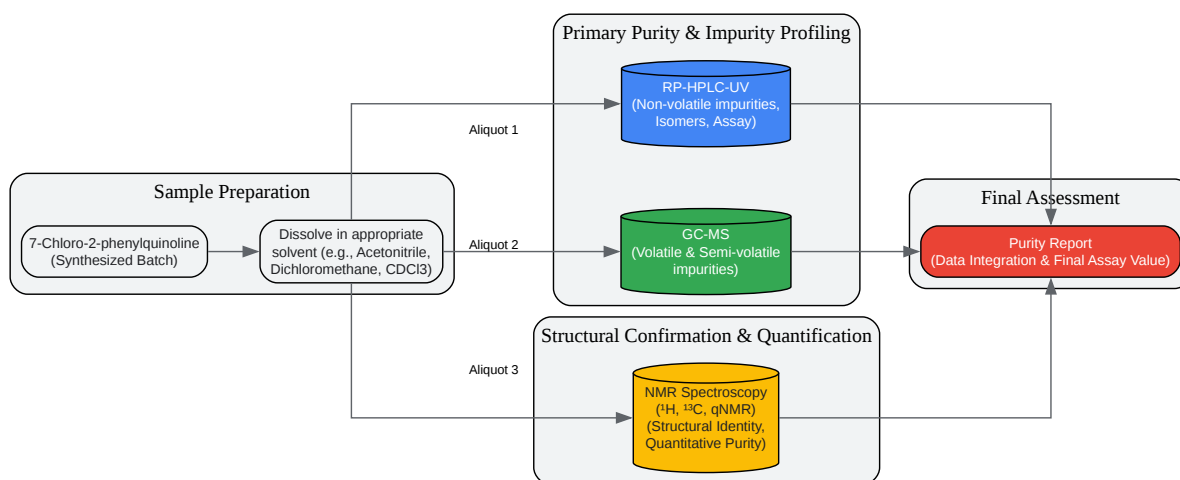 Primary Purity & Impurity Profiling
RP-HPLC-UV
(Non-volatile impurities,
Isomers, Assay)
Aliquot 1
Sample Preparation
7-Chloro-2-phenylquinoline
(Synthesized Batch)
Dissolve in appropriate
solvent (e.g., Acetonitrile,
Dichloromethane, CDCl3)
Aliquot 2
GC-MS
(Volatile & Semi-volatile
impurities)
Final Assessment
Purity Report
(Data Integration & Final Assay Value)
Structural Confirmation & Quantification
Aliquot 3
NMR Spectroscopy
(¹H, ¹³C, qNMR)
(Structural Identity,
Quantitative Purity)